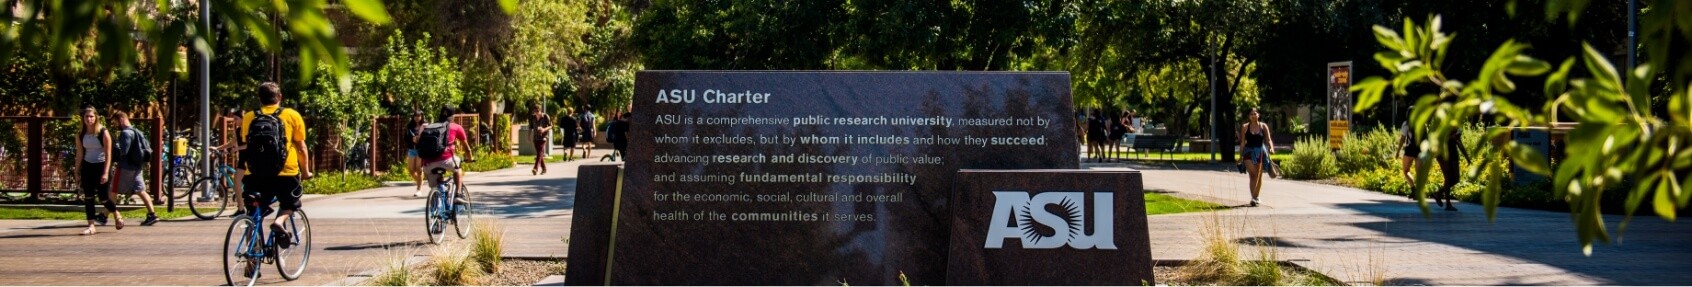 ASU Charter
ASU is a comprehensive public research university, measured not by
whom it excludes, but by whom it includes and how they succeed;
advancing research and discovery of public value;
and assuming fundamental responsibility
for the economic, social, cultural and overall
health of the communities it serves.
ASU